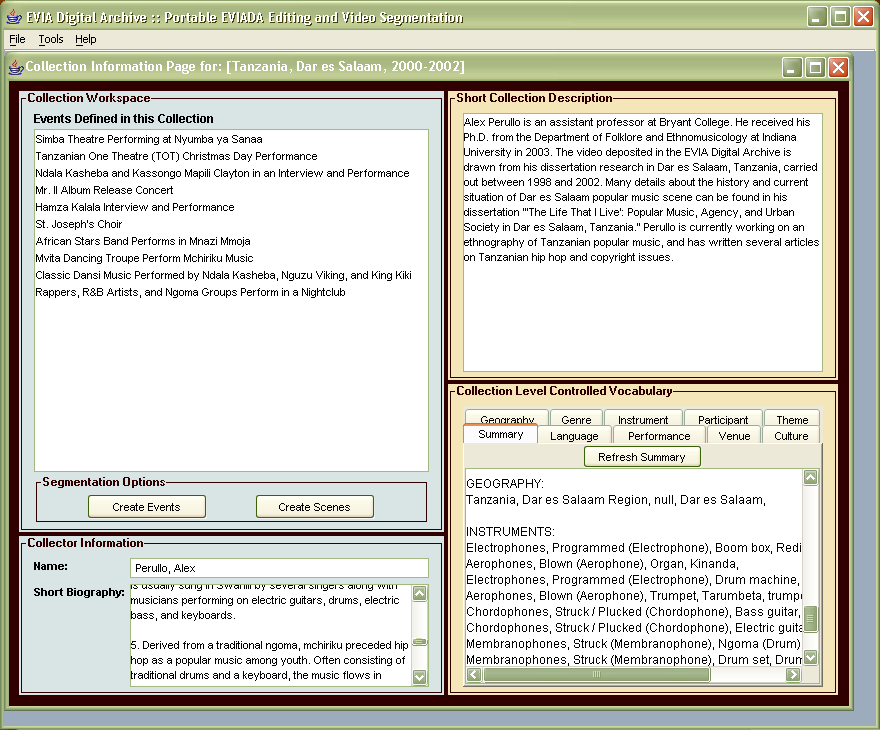 EVIA Digital Archive :: Portable EVIADA Editing and Video Segmentation
File Tools Help
Collection Information Page for: [Tanzania, Dar es Salaam, 2000-2002]
Collection Workspace
Events Defined in this Collection
Simba Theatre Performing at Nyumba ya Sanaa
Tanzanian One Theatre (TOT) Christmas Day Performance
Ndala Kasheba and Kassongo Mapili Clayton in an Interview and Performance
Mr. II Album Release Concert
Hamza Kalala Interview and Performance
St. Joseph's Choir
African Stars Band Performs in Mnazi Mmoja
Mvita Dancing Troupe Perform Mchiriku Music
Classic Dansi Music Performed by Ndala Kasheba, Nguzu Viking, and King Kiki
Rappers, R&B Artists, and Ngoma Groups Perform in a Nightclub
Segmentation Options
Create Events
Create Scenes
Collector Information
Name:
Perullo, Alex
Short Biography:
is usually sung in Swahili by several singers along with
musicians performing on electric guitars, drums, electric
bass, and keyboards.
5. Derived from a traditional ngoma, mchiriku preceded hip
hop as a popular music among youth. Often consisting of
traditional drums and a keyboard, the music flows in
Short Collection Description
Alex Perullo is an assistant professor at Bryant College. He received his
Ph.D. from the Department of Folklore and Ethnomusicology at Indiana
University in 2003. The video deposited in the EVIA Digital Archive is
drawn from his dissertation research in Dar es Salaam, Tanzania, carried
out between 1998 and 2002. Many details about the history and current
situation of Dar es Salaam popular music scene can be found in his
dissertation "'The Life That I Live': Popular Music, Agency, and Urban
Society in Dar es Salaam, Tanzania." Perullo is currently working on an
ethnography of Tanzanian popular music, and has written several articles
on Tanzanian hip hop and copyright issues.
Collection Level Controlled Vocabulary
Geography Genre Instrument Participant Theme
Summary Language Performance Venue Culture
Refresh Summary
GEOGRAPHY:
Tanzania, Dar es Salaam Region, null, Dar es Salaam,
INSTRUMENTS:
Electrophones, Programmed (Electrophone), Boom box, Redi
Aerophones, Blown (Aerophone), Organ, Kinanda,
Electrophones, Programmed (Electrophone), Drum machine,
Aerophones, Blown (Aerophone), Trumpet, Tarumbeta, trumpe
Chordophones, Struck / Plucked (Chordophone), Bass guitar,
Chordophones, Struck / Plucked (Chordophone), Electric guita
Membranophones, Struck (Membranophone), Ngoma (Drum)
Membranophones, Struck (Membranophone), Drum set, Drum